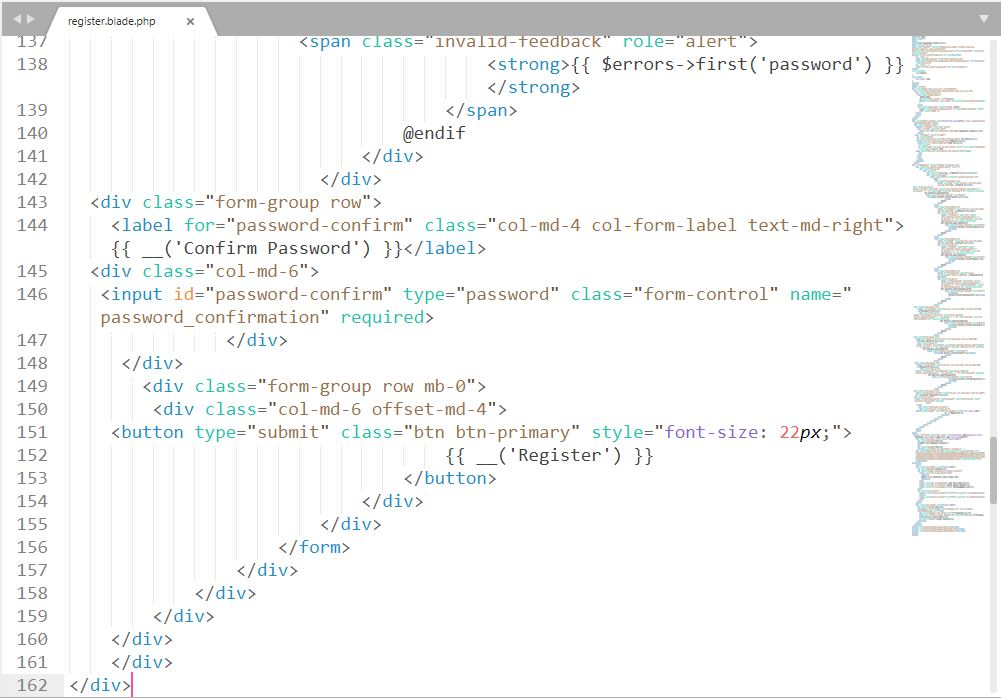 register.blade.php ×
137 <span class="invalid-feedback" role="alert">
138 <strong>{{ $errors->first('password') }}
</strong>
139 </span>
140 @endif
141 </div>
142 </div>
143 <div class="form-group row">
144 <label for="password-confirm" class="col-md-4 col-form-label text-md-right">
{{ __('Confirm Password') }}</label>
145 <div class="col-md-6">
146 <input id="password-confirm" type="password" class="form-control" name="
password_confirmation" required>
147 </div>
148 </div>
149 <div class="form-group row mb-0">
150 <div class="col-md-6 offset-md-4">
151 <button type="submit" class="btn btn-primary" style="font-size: 22px;">
152 {{ __('Register') }}
153 </button>
154 </div>
155 </div>
156 </form>
157 </div>
158 </div>
159 </div>
160 </div>
161 </div>
162 </div>